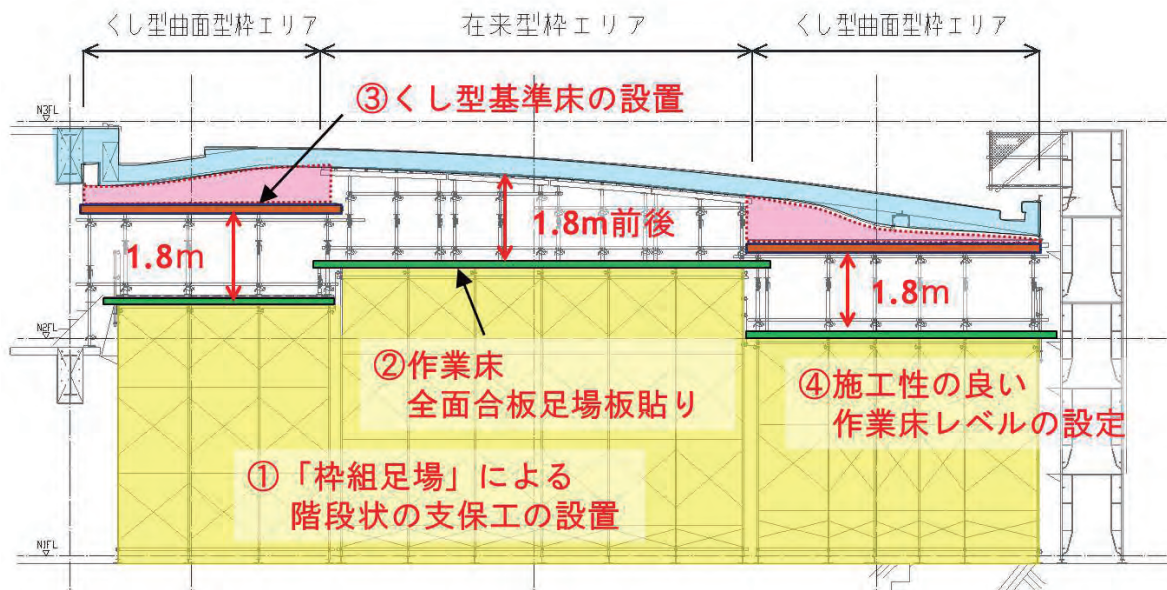 くし型曲面型枠エリア
在来型枠エリア
くし型曲面型枠エリア
③くし型基準床の設置
N3FL
1.8m
1.8m前後
1.8m
N2FL
②作業床
全面合板足場板貼り
④施工性の良い
作業床レベルの設定
①「枠組足場」による
階段状の支保工の設置
N1FL